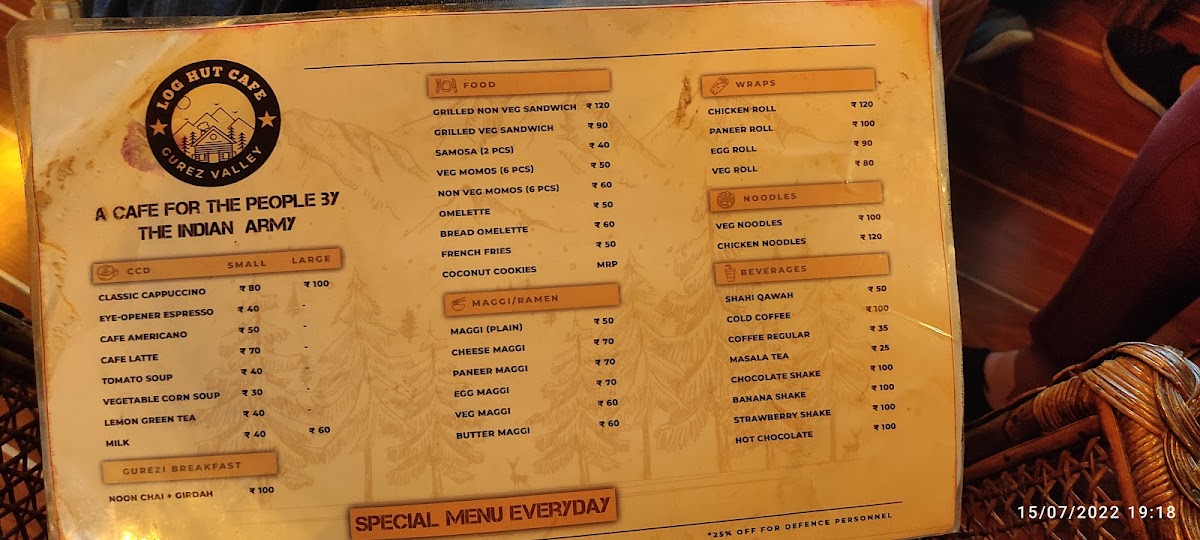 LOG HUT CAFE
GUREZ VALLEY
A CAFE FOR THE PEOPLE BY
THE INDIAN ARMY
CCD SMALL LARGE
CLASSIC CAPPUCCINO ₹ 80 ₹ 100
EYE-OPENER ESPRESSO ₹ 40 -
CAFE AMERICANO ₹ 50 -
CAFE LATTE ₹ 70 -
TOMATO SOUP ₹ 40 -
VEGETABLE CORN SOUP ₹ 30 -
LEMON GREEN TEA ₹ 40 -
MILK ₹ 40 ₹ 60
GUREZI BREAKFAST
NOON CHAI + GIRDAH ₹ 100
FOOD
GRILLED NON VEG SANDWICH ₹ 120
GRILLED VEG SANDWICH ₹ 90
SAMOSA (2 PCS) ₹ 40
VEG MOMOS (6 PCS) ₹ 50
NON VEG MOMOS (6 PCS) ₹ 60
OMELETTE ₹ 50
BREAD OMELETTE ₹ 60
FRENCH FRIES ₹ 50
COCONUT COOKIES MRP
MAGGI/RAMEN
MAGGI (PLAIN) ₹ 50
CHEESE MAGGI ₹ 70
PANEER MAGGI ₹ 70
EGG MAGGI ₹ 70
VEG MAGGI ₹ 60
BUTTER MAGGI ₹ 60
WRAPS
CHICKEN ROLL ₹ 120
PANEER ROLL ₹ 100
EGG ROLL ₹ 90
VEG ROLL ₹ 80
NOODLES
VEG NOODLES ₹ 100
CHICKEN NOODLES ₹ 120
BEVERAGES
SHAHI QAWAH ₹ 50
COLD COFFEE ₹ 100
COFFEE REGULAR ₹ 35
MASALA TEA ₹ 25
CHOCOLATE SHAKE ₹ 100
BANANA SHAKE ₹ 100
STRAWBERRY SHAKE ₹ 100
HOT CHOCOLATE ₹ 100
SPECIAL MENU EVERYDAY
*25% OFF FOR DEFENCE PERSONNEL
15/07/2022 19:18